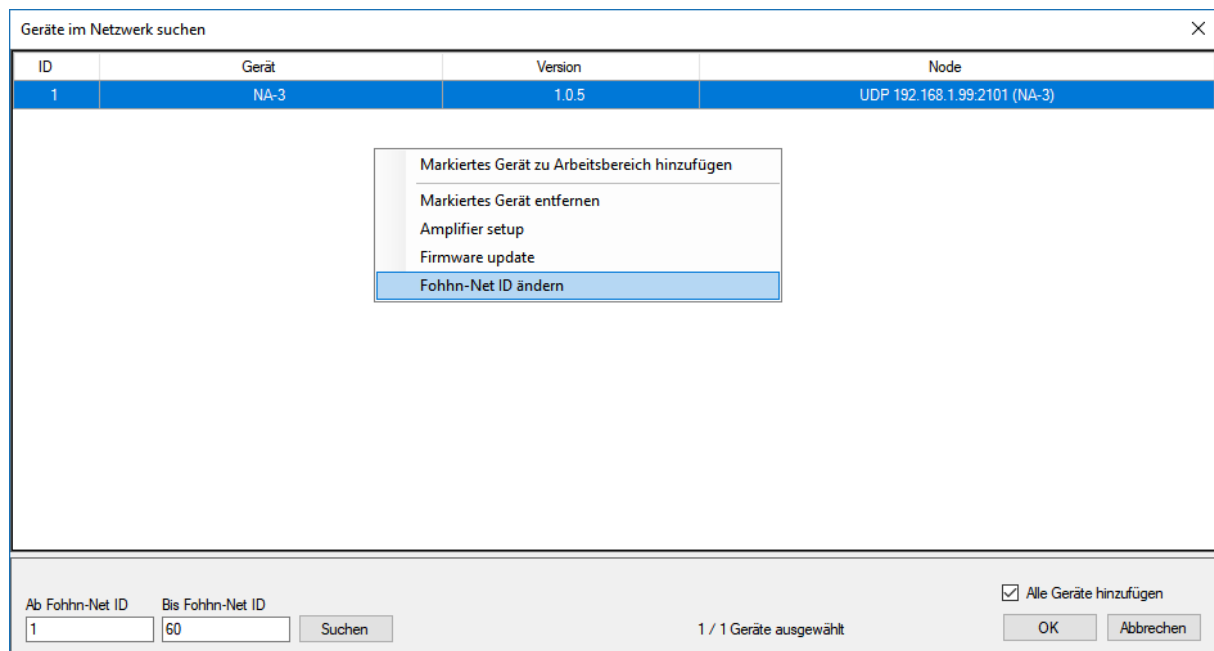 Geräte im Netzwerk suchen
ID Gerät Version Node
1 NA-3 1.0.5 UDP 192.168.1.99:2101 (NA-3)
Markiertes Gerät zu Arbeitsbereich hinzufügen
Markiertes Gerät entfernen
Amplifier setup
Firmware update
Fohhn-Net ID ändern
Alle Geräte hinzufügen
Ab Fohhn-Net ID Bis Fohhn-Net ID
1 60 Suchen 1 / 1 Geräte ausgewählt OK Abbrechen